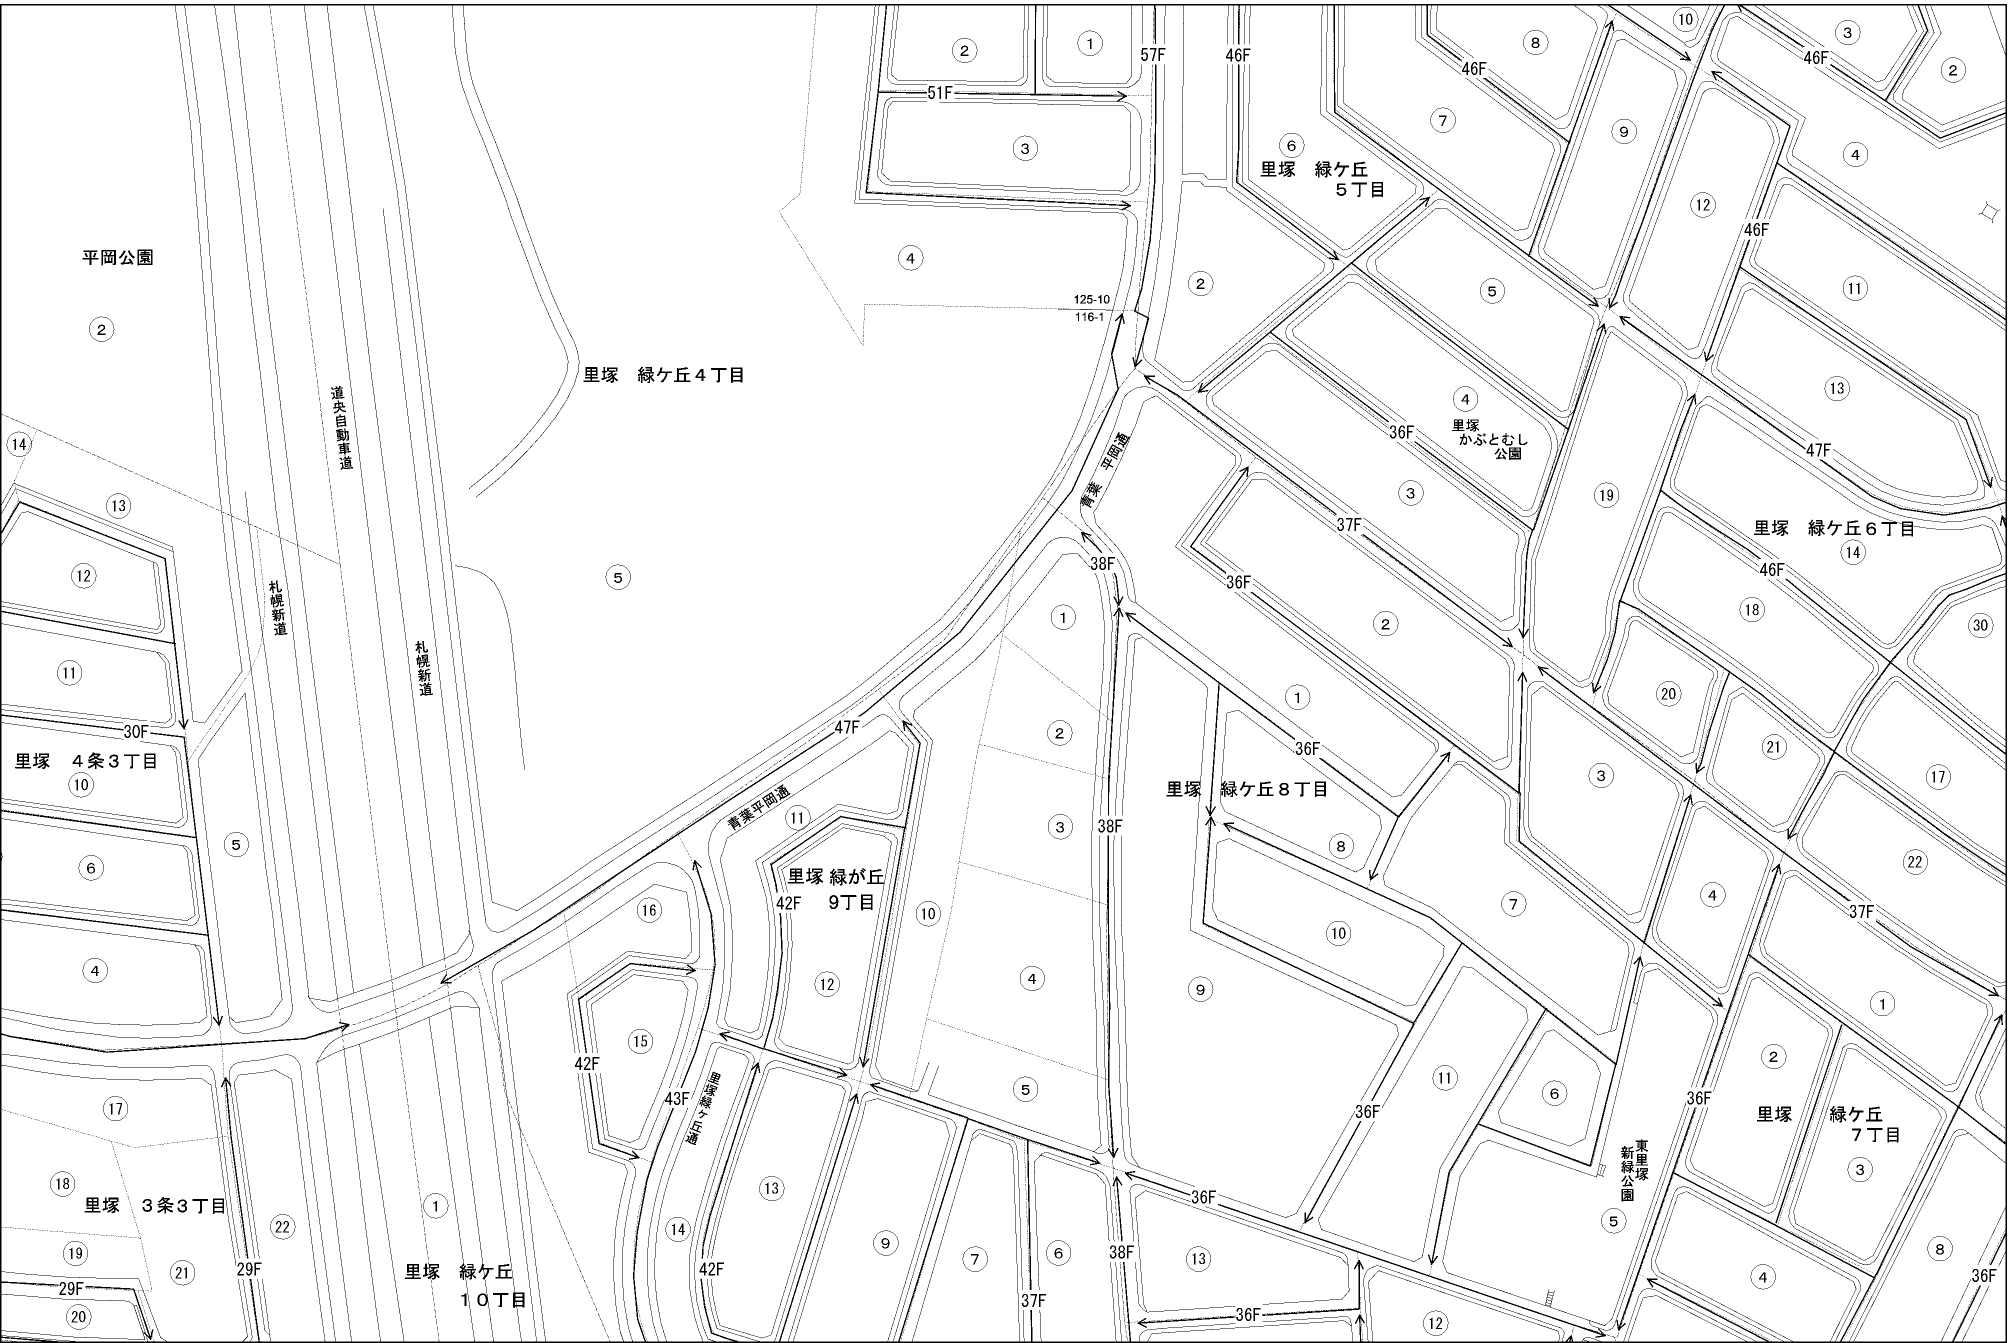 ②
①
57F
46F
⑧
⑩
③
②
46F
46F
51F
③
⑥
里塚　緑ケ丘
５丁目
⑦
⑨
④
⑫
46F
平岡公園
②
④
125-10
116-1
②
⑤
⑪
里塚　緑ケ丘４丁目
道央自動車道
④
里塚
かぶとむし
公園
36F
⑬
47F
⑭
⑬
青葉　平岡通
③
⑲
37F
里塚　緑ケ丘６丁目
⑭
⑫
札幌新道
⑤
38F
36F
46F
①
②
⑱
㉚
⑪
札幌新道
30F
里塚　４条３丁目
⑩
47F
②
①
36F
⑳
㉑
③
⑰
里塚　緑ケ丘８丁目
青葉平岡通
⑪
③
38F
⑧
⑤
⑥
㉒
里塚 緑が丘
9丁目
42F
⑯
⑩
⑦
④
37F
⑩
④
⑫
④
⑨
①
⑮
42F
43F
里塚緑ヶ丘通
⑤
⑪
⑥
36F
②
36F
里塚　緑ケ丘
７丁目
③
⑰
⑱
里塚　３条３丁目
①
㉒
⑬
⑭
36F
東里塚
新緑公園
⑤
⑲
㉑
29F
29F
⑳
里塚　緑ケ丘
１０丁目
42F
⑨
⑦
⑥
38F
37F
⑬
36F
⑫
④
⑧
36F